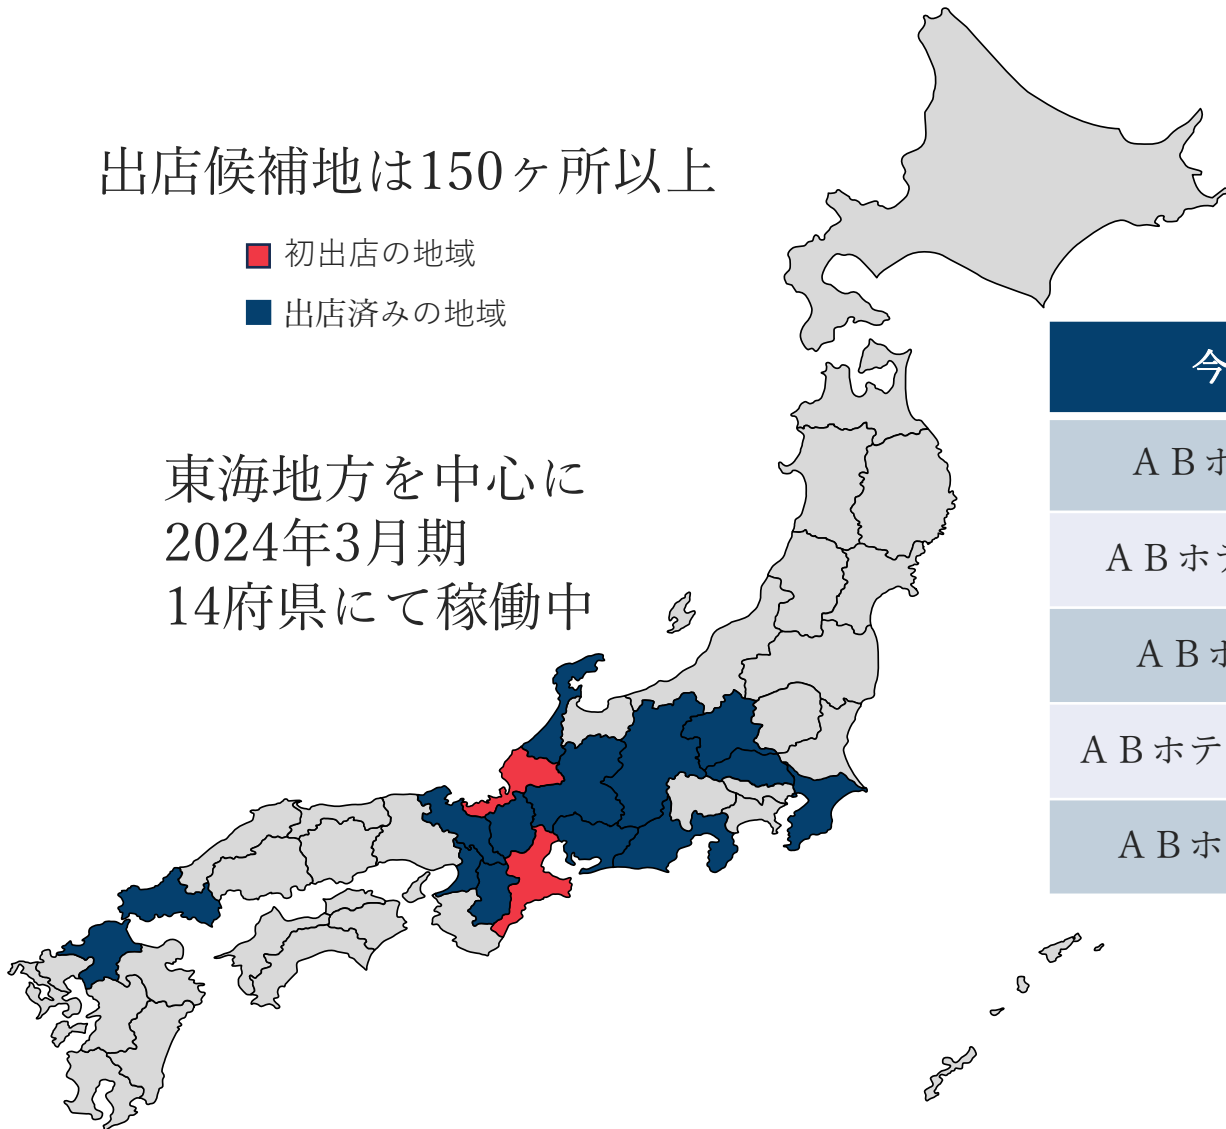 出店候補地は150ヶ所以上
初出店の地域
出店済みの地域
東海地方を中心に
2024年3月期
14府県にて稼働中
今
ＡＢホ
ＡＢホテ
ＡＢホ
ＡＢホテ
ＡＢホ